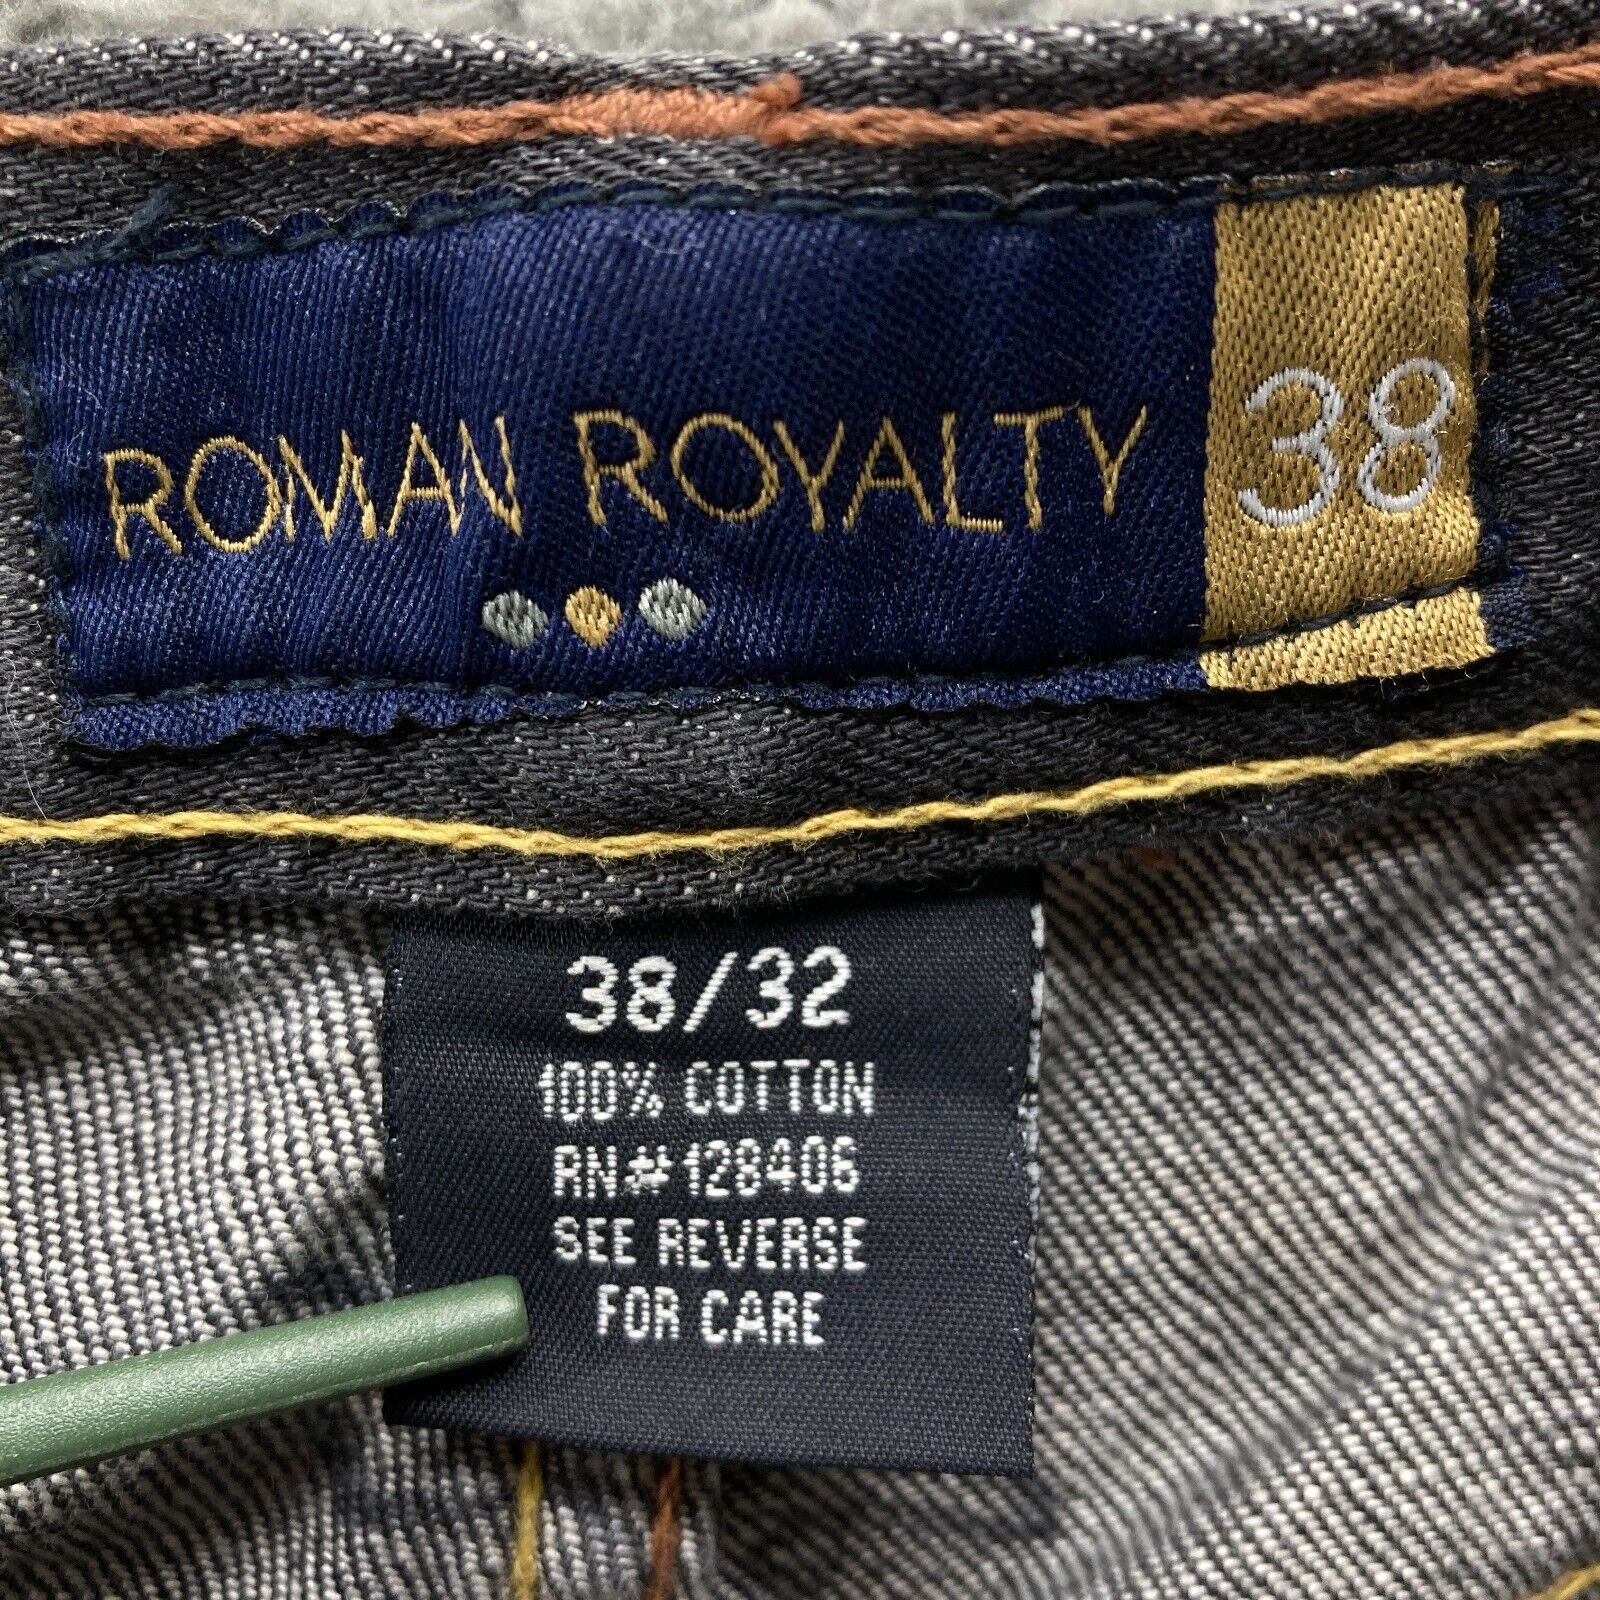 ROMAN ROYALTY 38
38/32
100% COTTON
RN#128406
SEE REVERSE
FOR CARE